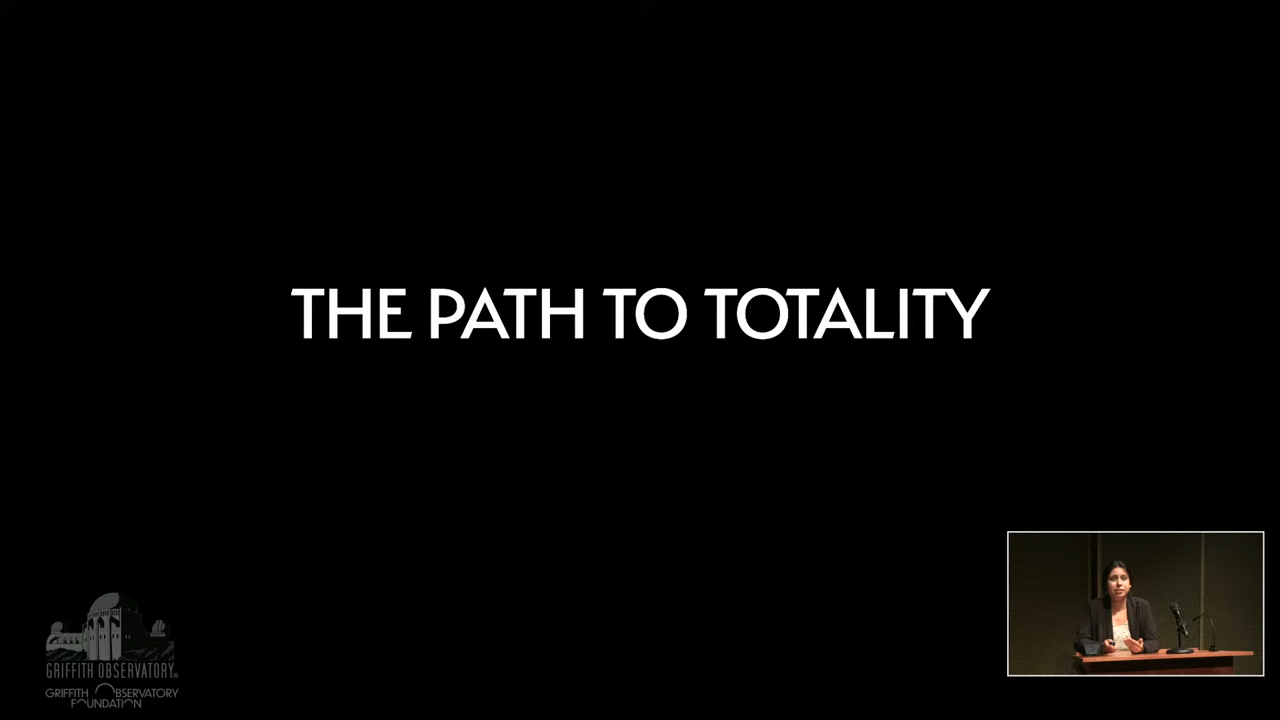 THE PATH TO TOTALITY
GRIFFITH OBSERVATORY®
GRIFFITH OBSERVATORY
FOUNDATION